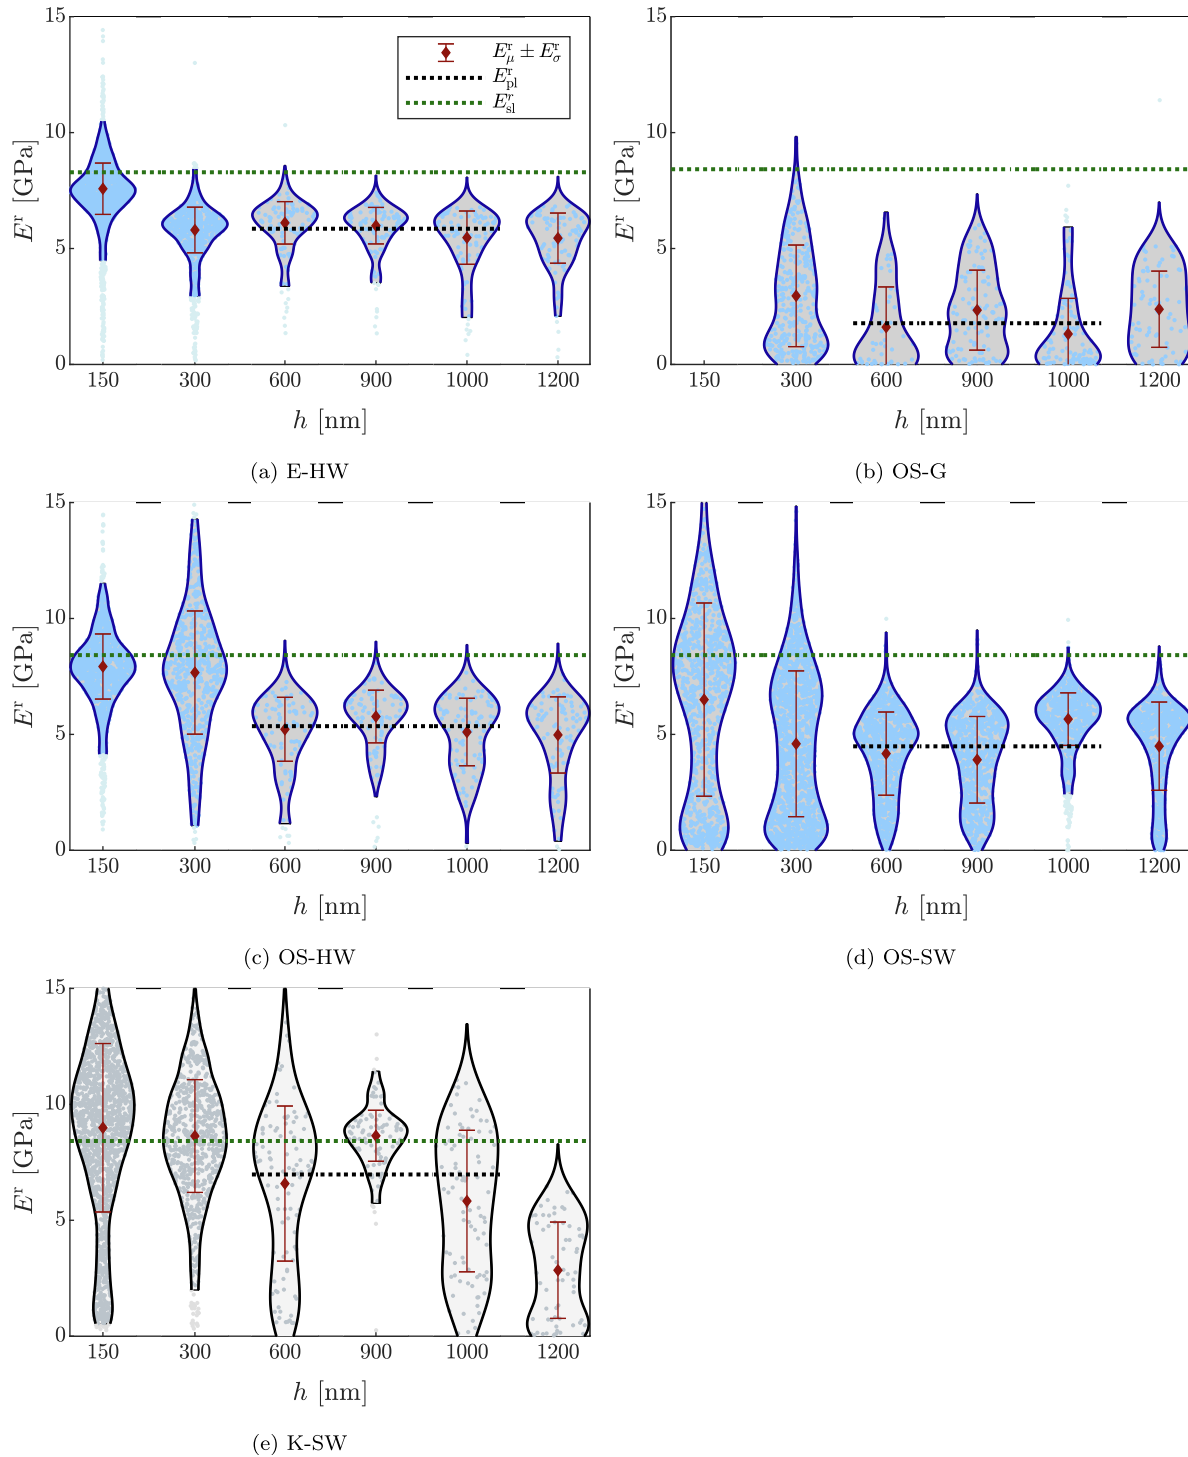 15
10
5
0
E^r [GPa]
E^r_μ ± E^r_σ
E^r_pl
E^r_sl
150 300 600 900 1000 1200
h [nm]
(a) E-HW
15
10
5
0
E^r [GPa]
150 300 600 900 1000 1200
h [nm]
(b) OS-G
15
10
5
0
E^r [GPa]
150 300 600 900 1000 1200
h [nm]
(c) OS-HW
15
10
5
0
E^r [GPa]
150 300 600 900 1000 1200
h [nm]
(d) OS-SW
15
10
5
0
E^r [GPa]
150 300 600 900 1000 1200
h [nm]
(e) K-SW